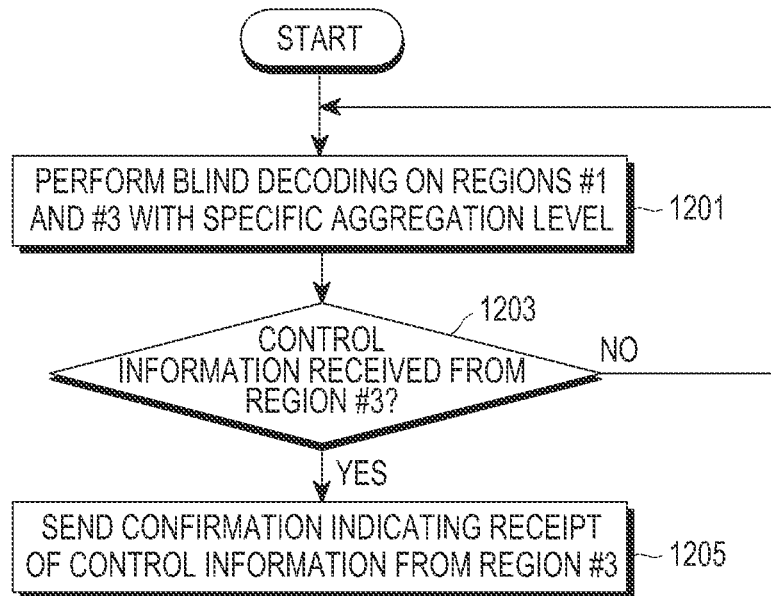 START
PERFORM BLIND DECODING ON REGIONS #1
AND #3 WITH SPECIFIC AGGREGATION LEVEL
1201
1203
CONTROL
INFORMATION RECEIVED FROM
REGION #3?
NO
YES
SEND CONFIRMATION INDICATING RECEIPT
OF CONTROL INFORMATION FROM REGION #3
1205